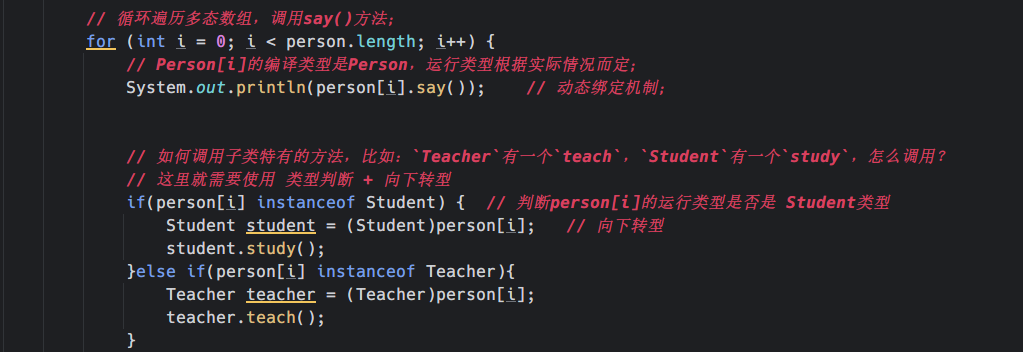 // 循环遍历多态数组，调用say()方法;
for (int i = 0; i < person.length; i++) {
// Person[i]的编译类型是Person，运行类型根据实际情况而定;
System.out.println(person[i].say());    // 动态绑定机制;
// 如何调用子类特有的方法，比如：`Teacher`有一个`teach`，`Student`有一个`study`，怎么调用？
// 这里就需要使用 类型判断 + 向下转型
if(person[i] instanceof Student) {  // 判断person[i]的运行类型是否是 Student类型
Student student = (Student)person[i];   // 向下转型
student.study();
}else if(person[i] instanceof Teacher){
Teacher teacher = (Teacher)person[i];
teacher.teach();
}